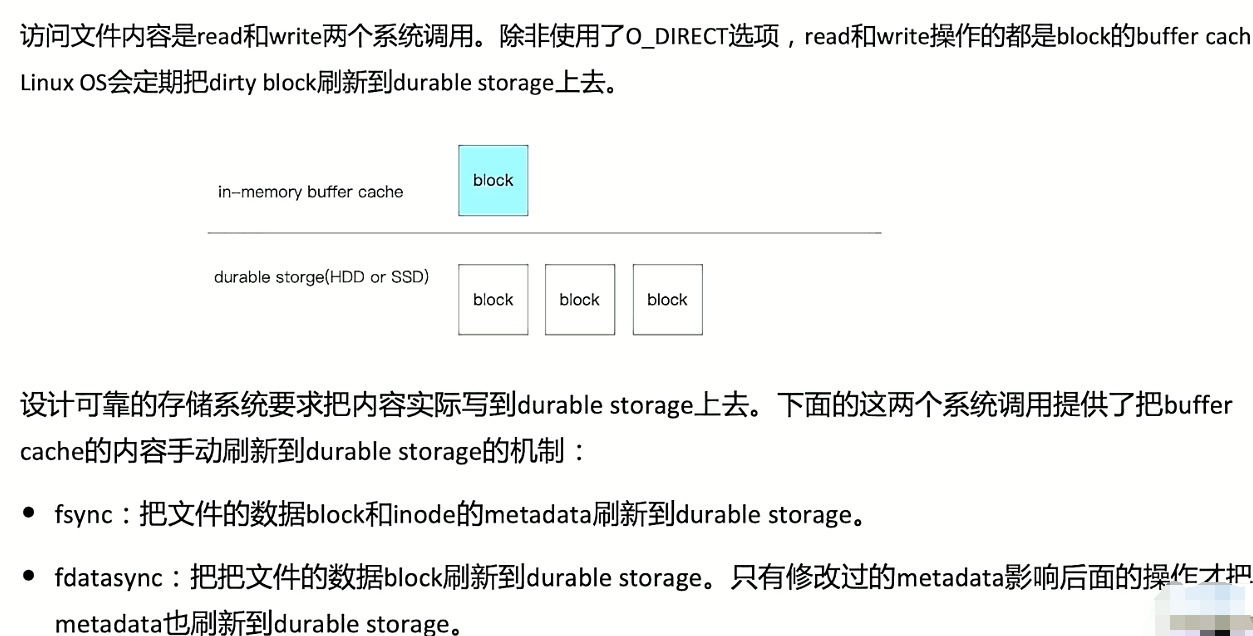 访问文件内容是read和write两个系统调用。除非使用了O_DIRECT选项，read和write操作的都是block的buffer cach
Linux OS会定期把dirty block刷新到durable storage上去。
block
in-memory buffer cache
durable storge(HDD or SSD)
block block block
设计可靠的存储系统要求把内容实际写到durable storage上去。下面的这两个系统调用提供了把buffer
cache的内容手动刷新到durable storage的机制：
• fsync：把文件的数据block和inode的metadata刷新到durable storage。
• fdatasync：把把文件的数据block刷新到durable storage。只有修改过的metadata影响后面的操作才把
metadata也刷新到durable storage。